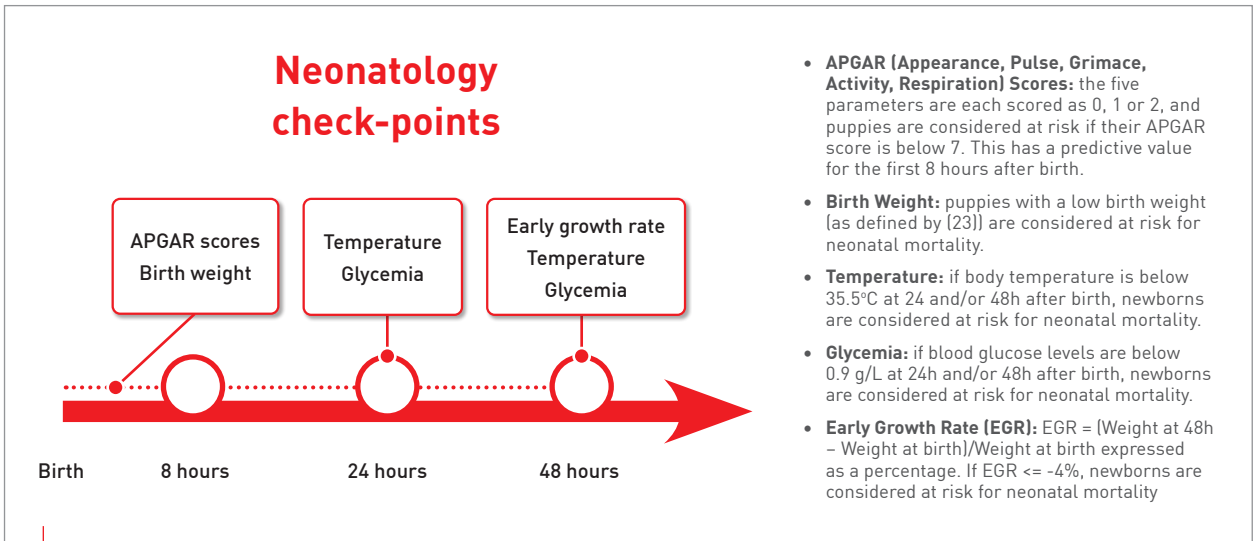 Neonatology
check-points
APGAR scores
Birth weight
Temperature
Glycemia
Early growth rate
Temperature
Glycemia
Birth
8 hours
24 hours
48 hours
• APGAR (Appearance, Pulse, Grimace,
Activity, Respiration) Scores: the five
parameters are each scored as 0, 1 or 2, and
puppies are considered at risk if their APGAR
score is below 7. This has a predictive value
for the first 8 hours after birth.
• Birth Weight: puppies with a low birth weight
(as defined by (23)) are considered at risk for
neonatal mortality.
• Temperature: if body temperature is below
35.5°C at 24 and/or 48h after birth, newborns
are considered at risk for neonatal mortality.
• Glycemia: if blood glucose levels are below
0.9 g/L at 24h and/or 48h after birth, newborns
are considered at risk for neonatal mortality.
• Early Growth Rate (EGR): EGR = (Weight at 48h
– Weight at birth)/Weight at birth expressed
as a percentage. If EGR <= -4%, newborns are
considered at risk for neonatal mortality